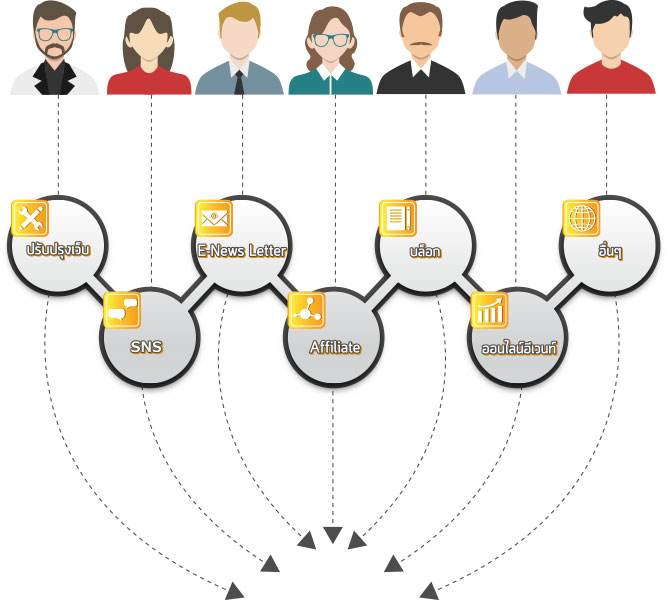 ปรับปรุงเว็บ
E-News Letter
บล็อก
อื่นๆ
SNS
Affiliate
ออนไลน์อีเวนท์